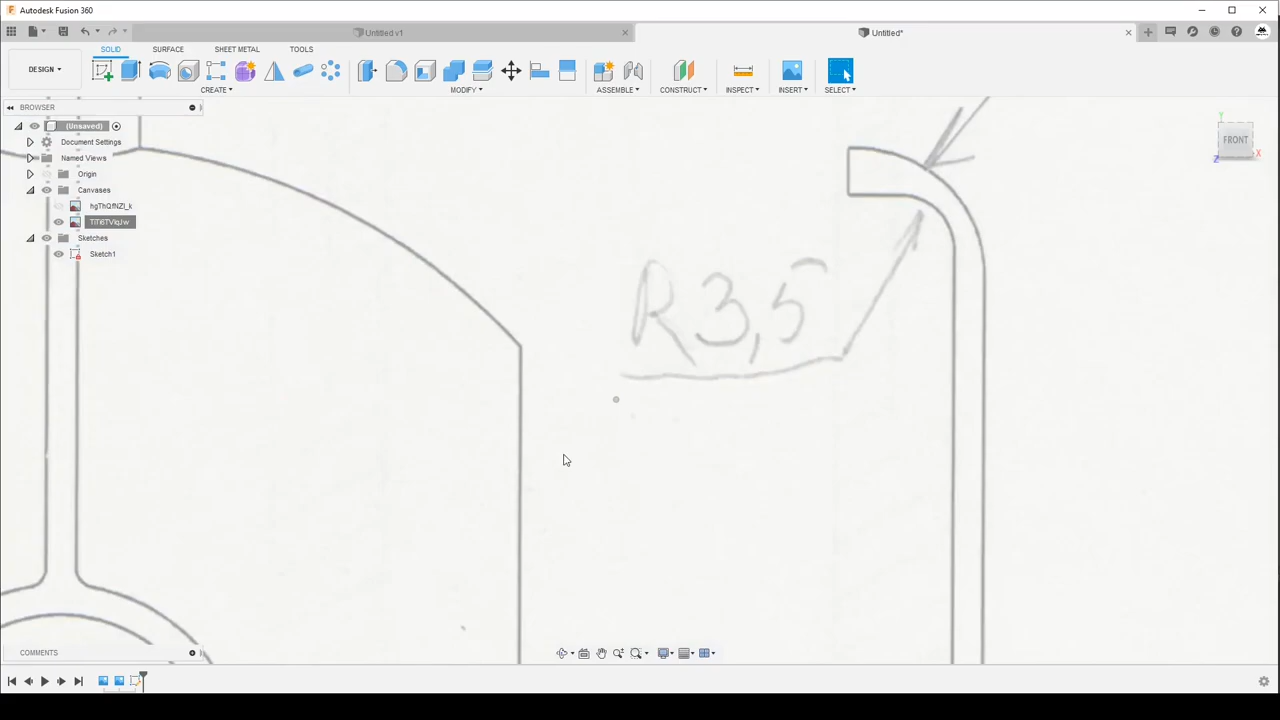 Autodesk Fusion 360
Untitled v1
Untitled*
SOLID SURFACE SHEET METAL TOOLS
DESIGN
CREATE MODIFY ASSEMBLE CONSTRUCT INSPECT INSERT SELECT
BROWSER
(Unsaved)
Document Settings
Named Views
Origin
Canvases
hgThQfNZI_k
Sketches
Sketch1
R3,5
Y
FRONT
X
Z
COMMENTS